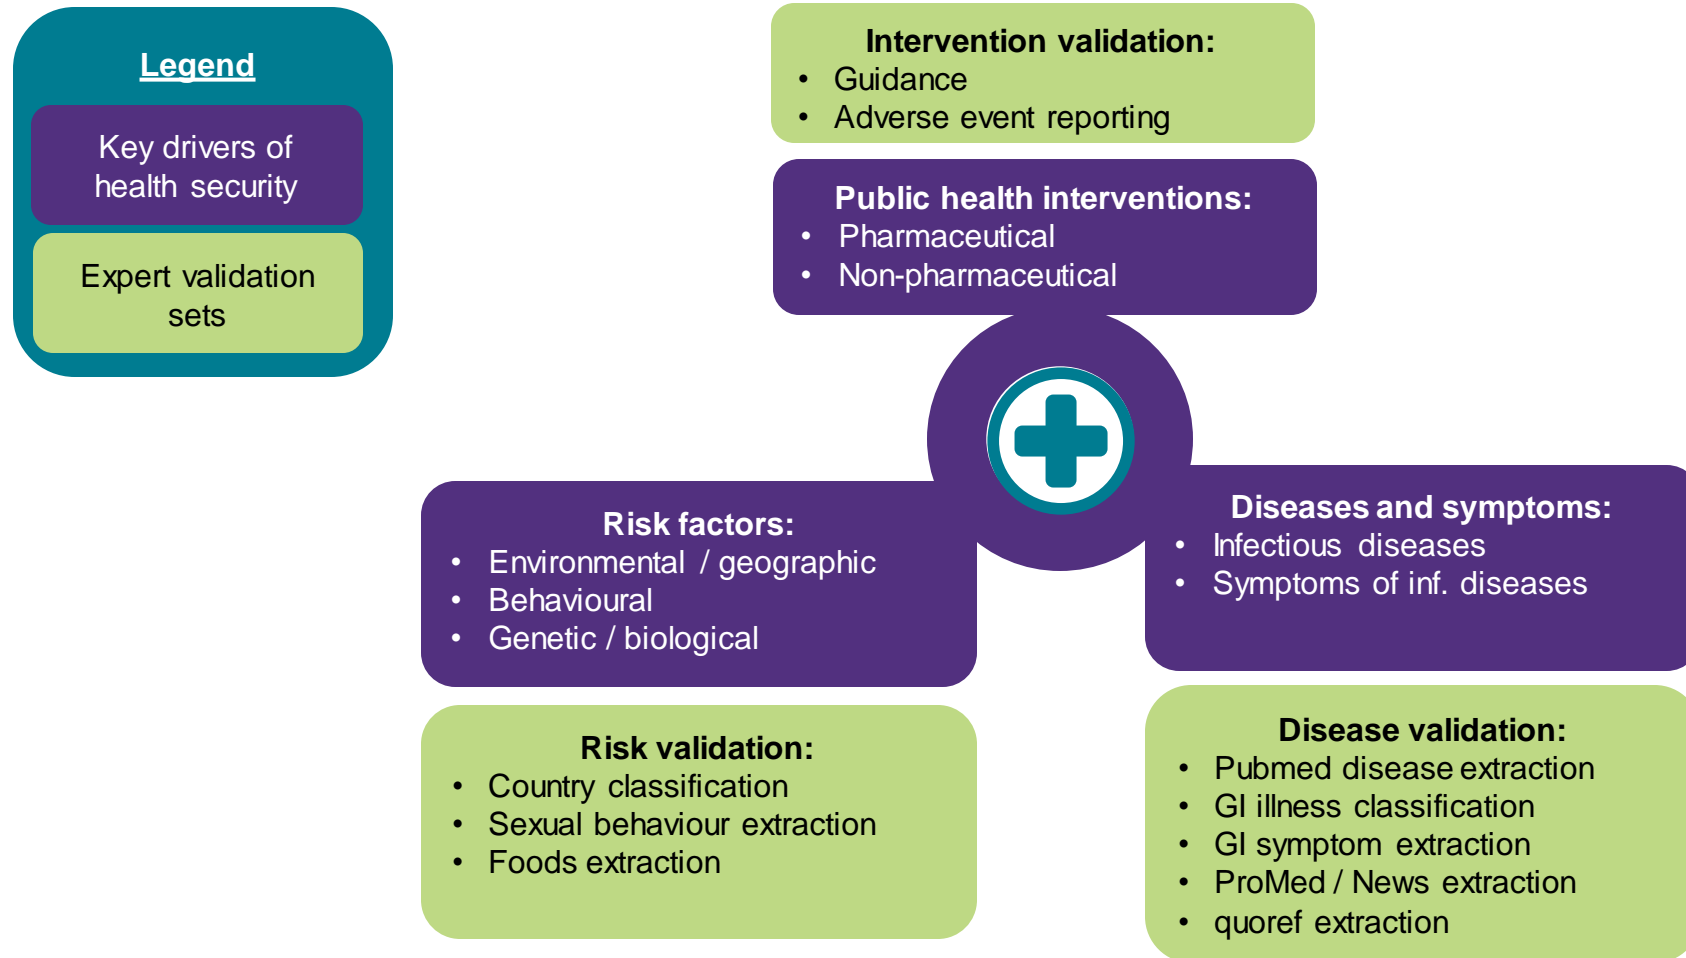 Legend
Key drivers of
health security
Expert validation
sets
Intervention validation:
• Guidance
• Adverse event reporting
Public health interventions:
• Pharmaceutical
• Non-pharmaceutical
Risk factors:
• Environmental / geographic
• Behavioural
• Genetic / biological
Diseases and symptoms:
• Infectious diseases
• Symptoms of inf. diseases
Risk validation:
• Country classification
• Sexual behaviour extraction
• Foods extraction
Disease validation:
• Pubmed disease extraction
• GI illness classification
• GI symptom extraction
• ProMed / News extraction
• quoref extraction